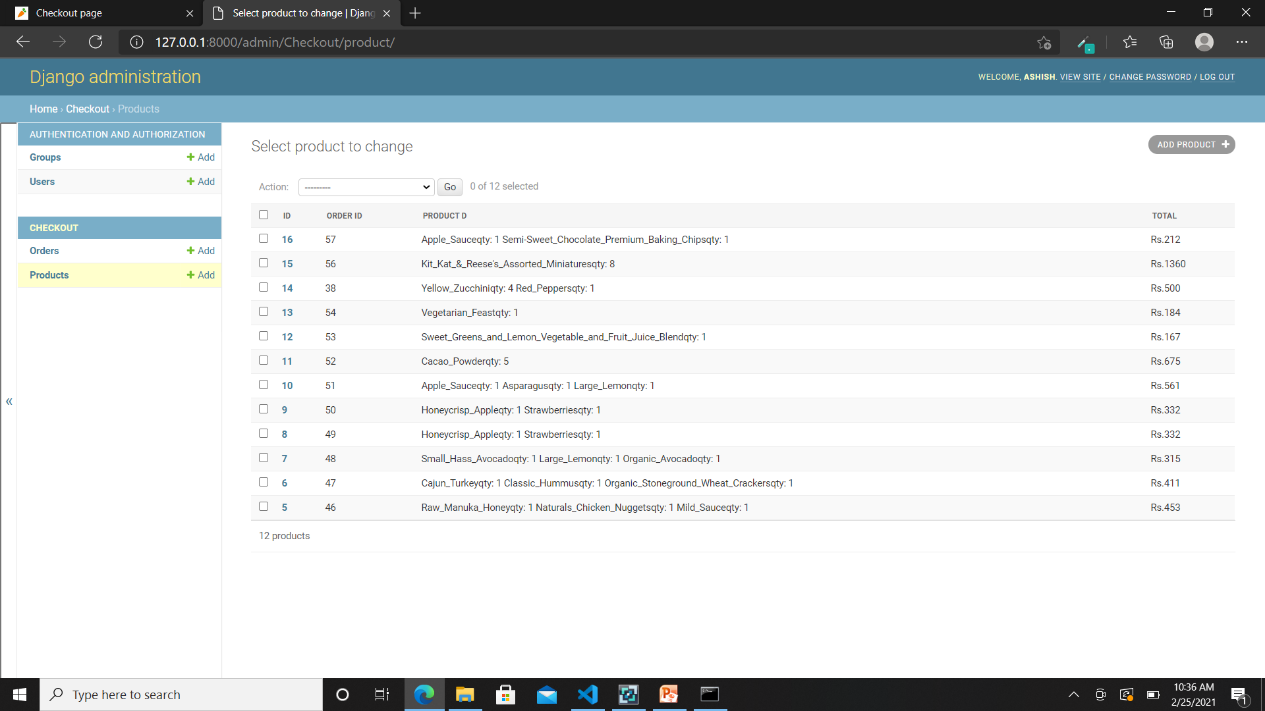 Checkout page
Select product to change | Djang
127.0.0.1:8000/admin/Checkout/product/
Django administration
WELCOME, ASHISH. VIEW SITE / CHANGE PASSWORD / LOG OUT
Home › Checkout › Products
AUTHENTICATION AND AUTHORIZATION
Groups + Add
Users + Add
CHECKOUT
Orders + Add
Products + Add
«
Select product to change
ADD PRODUCT +
Action: --------- Go 0 of 12 selected
ID ORDER ID PRODUCT D TOTAL
16 57 Apple_Sauceqty: 1 Semi-Sweet_Chocolate_Premium_Baking_Chipsqty: 1 Rs.212
15 56 Kit_Kat_&_Reese's_Assorted_Miniaturesqty: 8 Rs.1360
14 38 Yellow_Zucchiniqty: 4 Red_Peppersqty: 1 Rs.500
13 54 Vegetarian_Feastqty: 1 Rs.184
12 53 Sweet_Greens_and_Lemon_Vegetable_and_Fruit_Juice_Blendqty: 1 Rs.167
11 52 Cacao_Powderqty: 5 Rs.675
10 51 Apple_Sauceqty: 1 Asparagusqty: 1 Large_Lemonqty: 1 Rs.561
9 50 Honeycrisp_Appleqty: 1 Strawberriesqty: 1 Rs.332
8 49 Honeycrisp_Appleqty: 1 Strawberriesqty: 1 Rs.332
7 48 Small_Hass_Avocadoqty: 1 Large_Lemonqty: 1 Organic_Avocadoqty: 1 Rs.315
6 47 Cajun_Turkeyqty: 1 Classic_Hummusqty: 1 Organic_Stoneground_Wheat_Crackersqty: 1 Rs.411
5 46 Raw_Manuka_Honeyqty: 1 Naturals_Chicken_Nuggetsqty: 1 Mild_Sauceqty: 1 Rs.453
12 products
Type here to search
10:36 AM
2/25/2021
1